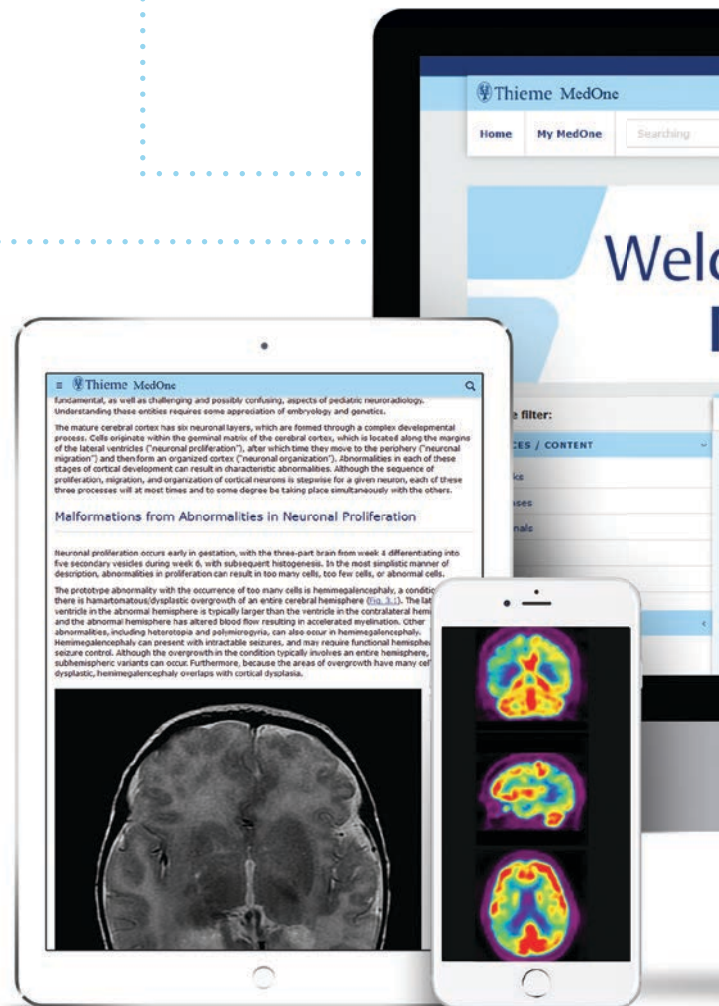 Thieme MedOne
Home My MedOne Searching
Welc
e filter:
CES / CONTENT
ks
ses
nals
Thieme MedOne
fundamental, as well as challenging and possibly confusing, aspects of pediatric neuroradiology.
Understanding these entities requires some appreciation of embryology and genetics.
The mature cerebral cortex has six neuronal layers, which are formed through a complex developmental
process. Cells originate within the germinal matrix of the cerebral cortex, which is located along the margins
of the lateral ventricles ("neuronal proliferation"), after which time they move to the periphery ("neuronal
migration") and then form an organized cortex ("neuronal organization"). Abnormalities in each of these
stages of cortical development can result in characteristic abnormalities. Although the sequence of
proliferation, migration, and organization of cortical neurons is stepwise for a given neuron, each of these
three processes will at most times and to some degree be taking place simultaneously with the others.
Malformations from Abnormalities in Neuronal Proliferation
Neuronal proliferation occurs early in gestation, with the three-part brain from week 4 differentiating into
five secondary vesicles during week 6, with subsequent histogenesis. In the most simplistic manner of
description, abnormalities in proliferation can result in too many cells, too few cells, or abnormal cells.
The prototype abnormality with the occurrence of too many cells is hemimegalencephaly, a conditio
there is hamartomatous/dysplastic overgrowth of an entire cerebral hemisphere (Fig. 3.1). The lat
ventricle in the abnormal hemisphere is typically larger than the ventricle in the contralateral hemi
and the abnormal hemisphere has altered blood flow resulting in accelerated myelination. Other
abnormalities, including heterotopia and polymicrogyria, can also occur in hemimegalencephaly.
Hemimegalencephaly can present with intractable seizures, and may require functional hemisphe
seizure control. Although the overgrowth in the condition typically involves an entire hemisphere,
subhemispheric variants can occur. Furthermore, because the areas of overgrowth have many cel
dysplastic, hemimegalencephaly overlaps with cortical dysplasia.